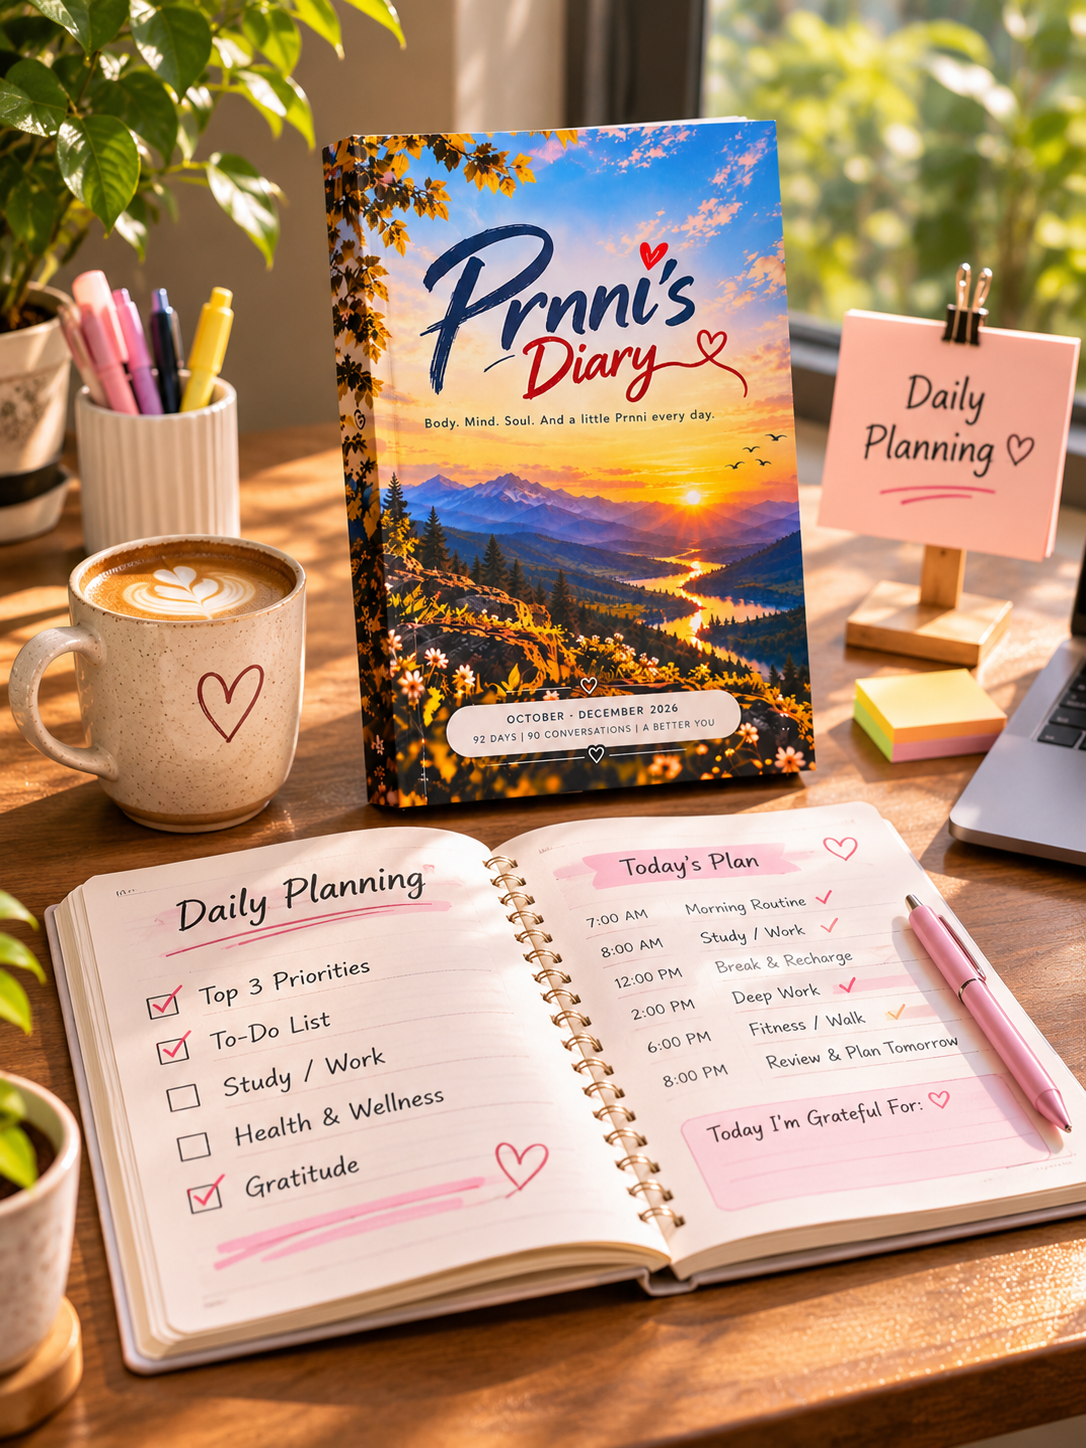 Prnni's
Diary
Body. Mind. Soul. And a little Prnni every day.
OCTOBER - DECEMBER 2026
92 DAYS | 90 CONVERSATIONS | A BETTER YOU
Daily
Planning
Daily Planning
Top 3 Priorities
To-Do List
Study / Work
Health & Wellness
Gratitude
Today's Plan
7:00 AM Morning Routine
8:00 AM Study / Work
12:00 PM Break & Recharge
2:00 PM Deep Work
6:00 PM Fitness / Walk
8:00 PM Review & Plan Tomorrow
Today I'm Grateful For: